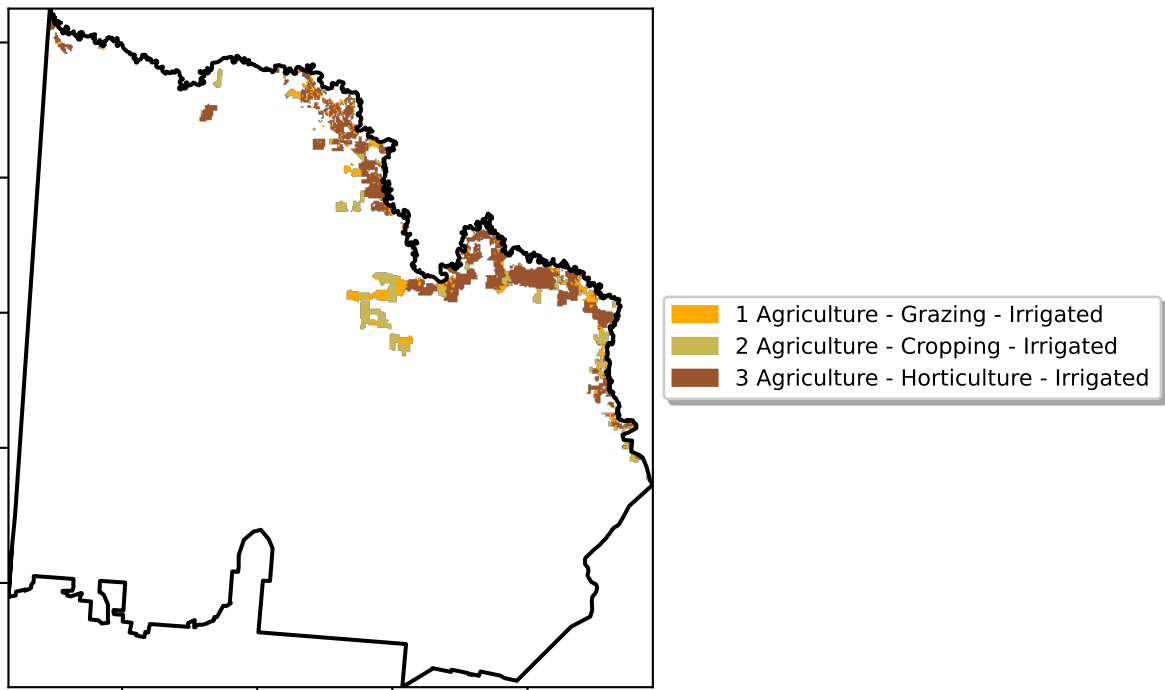 1 Agriculture - Grazing - Irrigated
2 Agriculture - Cropping - Irrigated
3 Agriculture - Horticulture - Irrigated